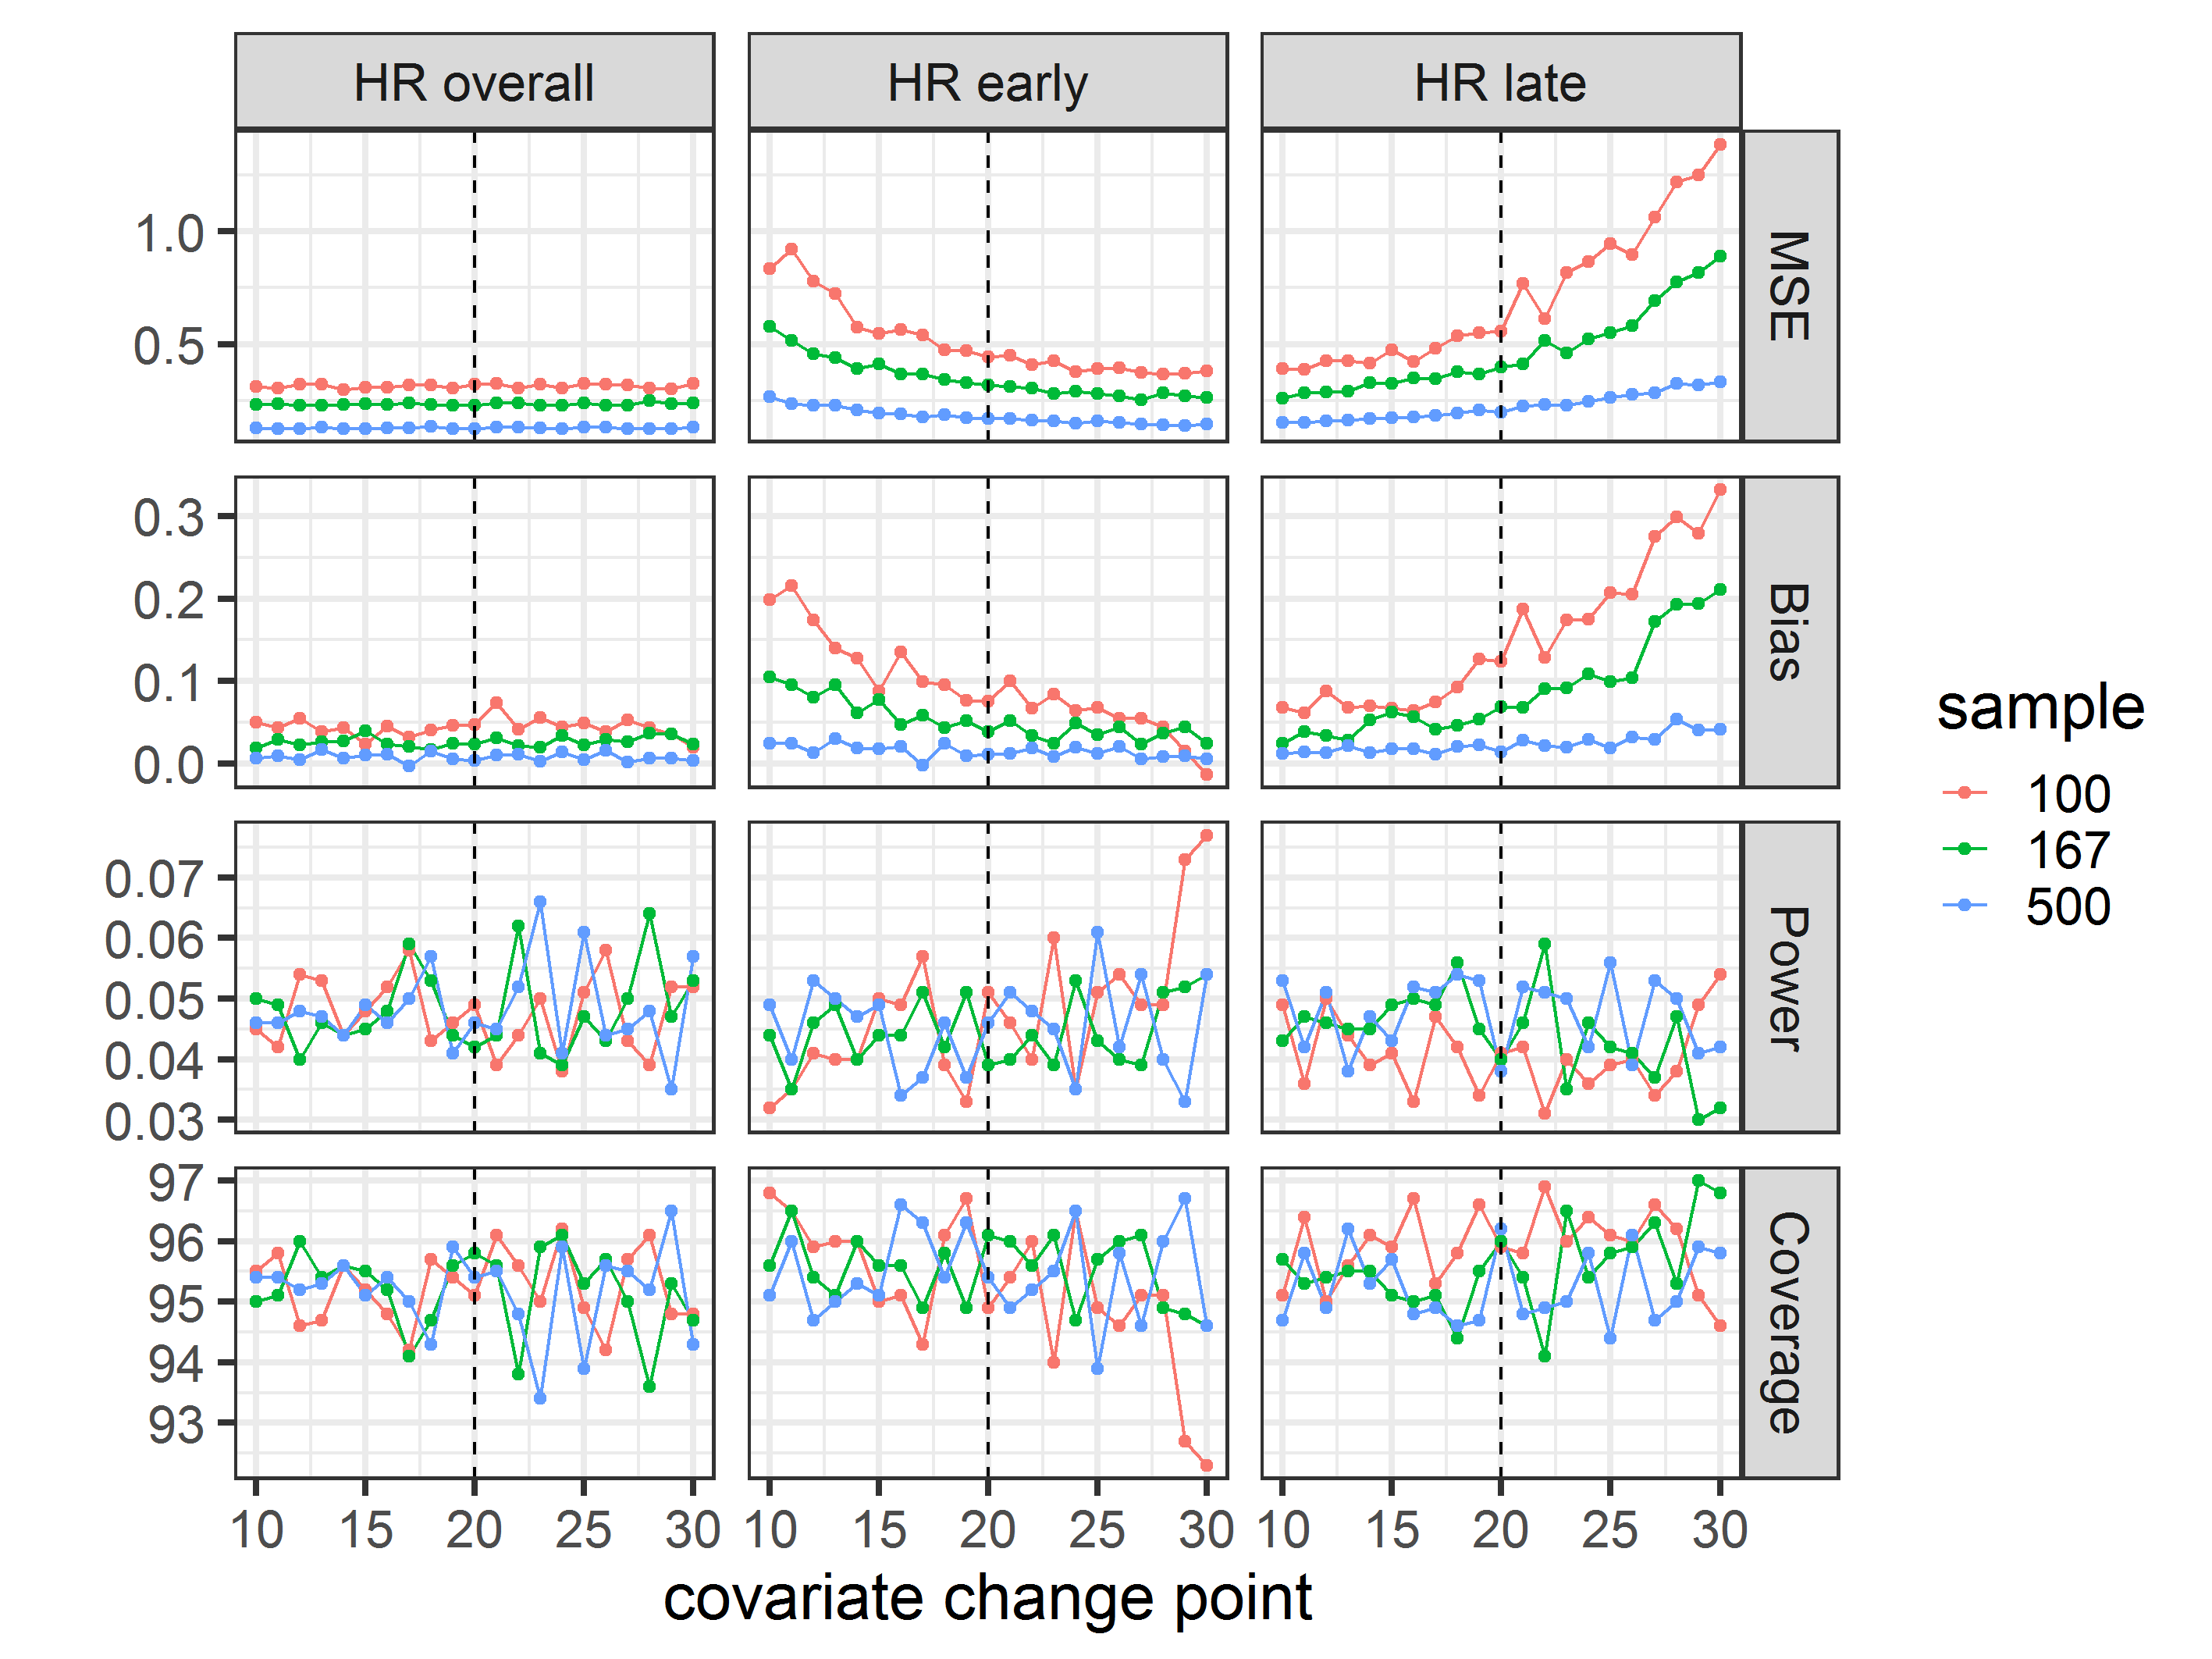 HR overall HR early HR late
1.0
0.5
MSE
0.3
0.2
0.1
0.0
Bias
0.07
0.06
0.05
0.04
0.03
Power
97
96
95
94
93
Coverage
10 15 20 25 30 10 15 20 25 30 10 15 20 25 30
covariate change point
sample
100
167
500